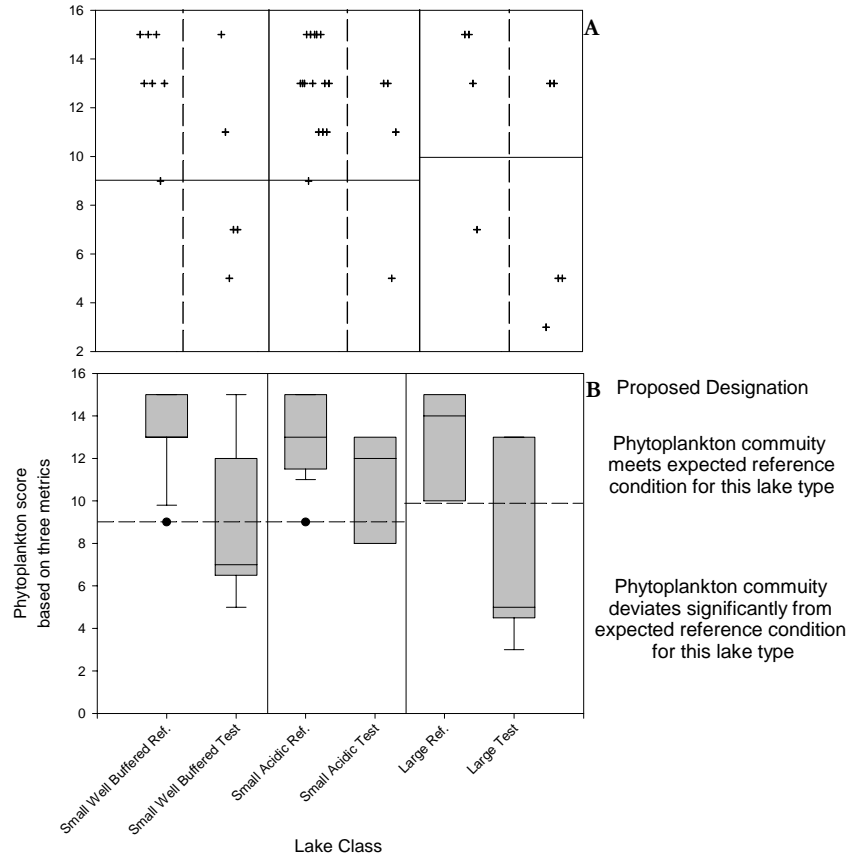 16
14
12
10
8
6
4
2
A
16
14
12
10
8
6
4
2
0
B
Phytoplankton score
based on three metrics
Small Well Buffered Ref.
Small Well Buffered Test
Small Acidic Ref.
Small Acidic Test
Large Ref.
Large Test
Lake Class
Proposed Designation
Phytoplankton commuity
meets expected reference
condition for this lake type
Phytoplankton commuity
deviates significantly from
expected reference condition
for this lake type